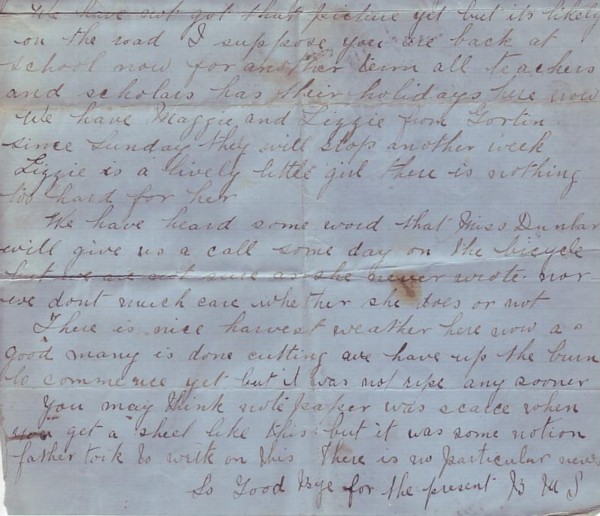 We have not got that picture yet but its likely
on the road I suppose you are back at
school now for another term all teachers
and scholars has their holidays here now
We have Maggie and Lizzie from Gortin
since Sunday they will stop another week
Lizzie is a lively little girl there is nothing
too hard for her
We have heard some word that Miss Dunbar
will give us a call some day on the bicycle
but we are not sure as she never wrote nor
we dont much care whether she does or not
There is nice harvest weather here now a
good many is done cutting we have up the burn
to commence yet but it was not ripe any sooner
You may think note paper was scarce when
you get a sheet like this but it was some notion
father took to write on this There is no particular news
So Good Bye for the present B M S